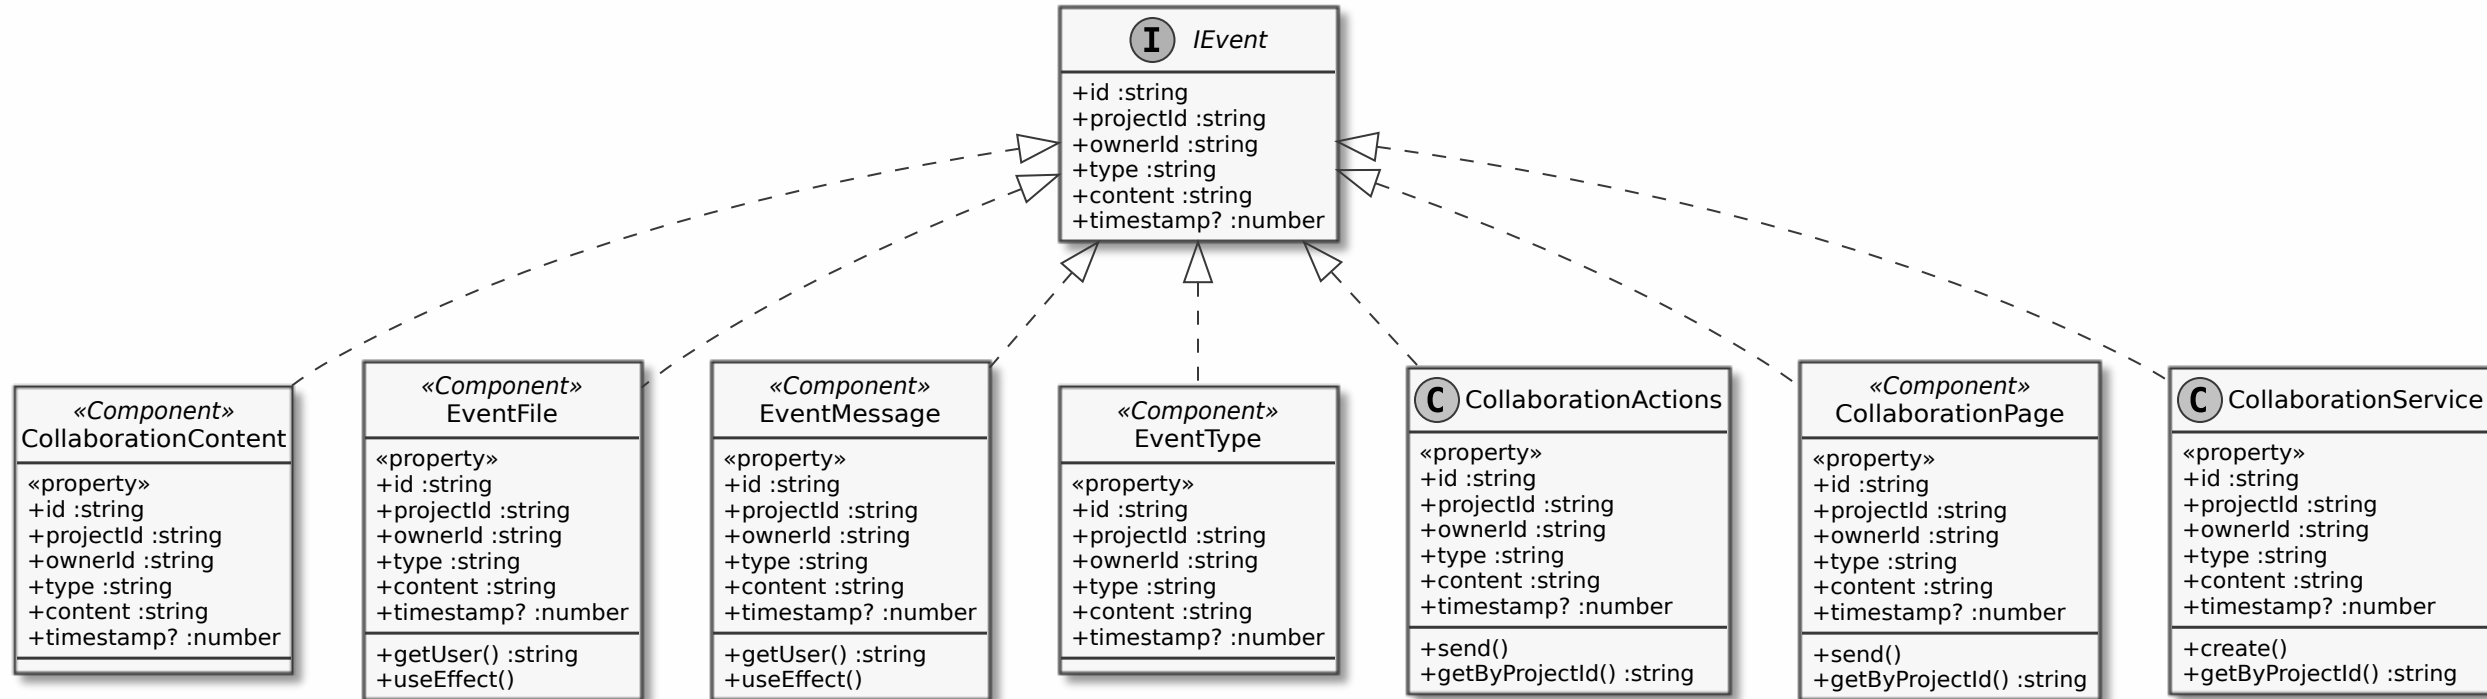 I IEvent
+id :string
+projectId :string
+ownerId :string
+type :string
+content :string
+timestamp? :number
«Component»
CollaborationContent
«property»
+id :string
+projectId :string
+ownerId :string
+type :string
+content :string
+timestamp? :number
«Component»
EventFile
«property»
+id :string
+projectId :string
+ownerId :string
+type :string
+content :string
+timestamp? :number
+getUser() :string
+useEffect()
«Component»
EventMessage
«property»
+id :string
+projectId :string
+ownerId :string
+type :string
+content :string
+timestamp? :number
+getUser() :string
+useEffect()
«Component»
EventType
«property»
+id :string
+projectId :string
+ownerId :string
+type :string
+content :string
+timestamp? :number
C CollaborationActions
«property»
+id :string
+projectId :string
+ownerId :string
+type :string
+content :string
+timestamp? :number
+send()
+getByProjectId() :string
«Component»
CollaborationPage
«property»
+id :string
+projectId :string
+ownerId :string
+type :string
+content :string
+timestamp? :number
+send()
+getByProjectId() :string
C CollaborationService
«property»
+id :string
+projectId :string
+ownerId :string
+type :string
+content :string
+timestamp? :number
+create()
+getByProjectId() :string